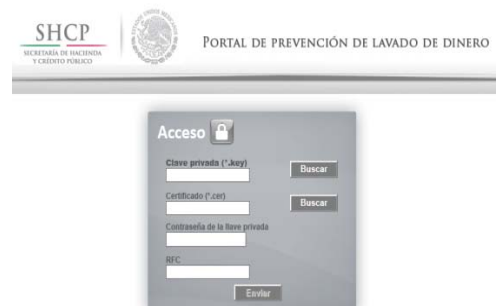 SHCP
SECRETARÍA DE HACIENDA
Y CRÉDITO PÚBLICO
PORTAL DE PREVENCIÓN DE LAVADO DE DINERO
Acceso
Clave privada (*.key)
Buscar
Certificado (*.cer)
Buscar
Contraseña de la llave privada
RFC
Enviar